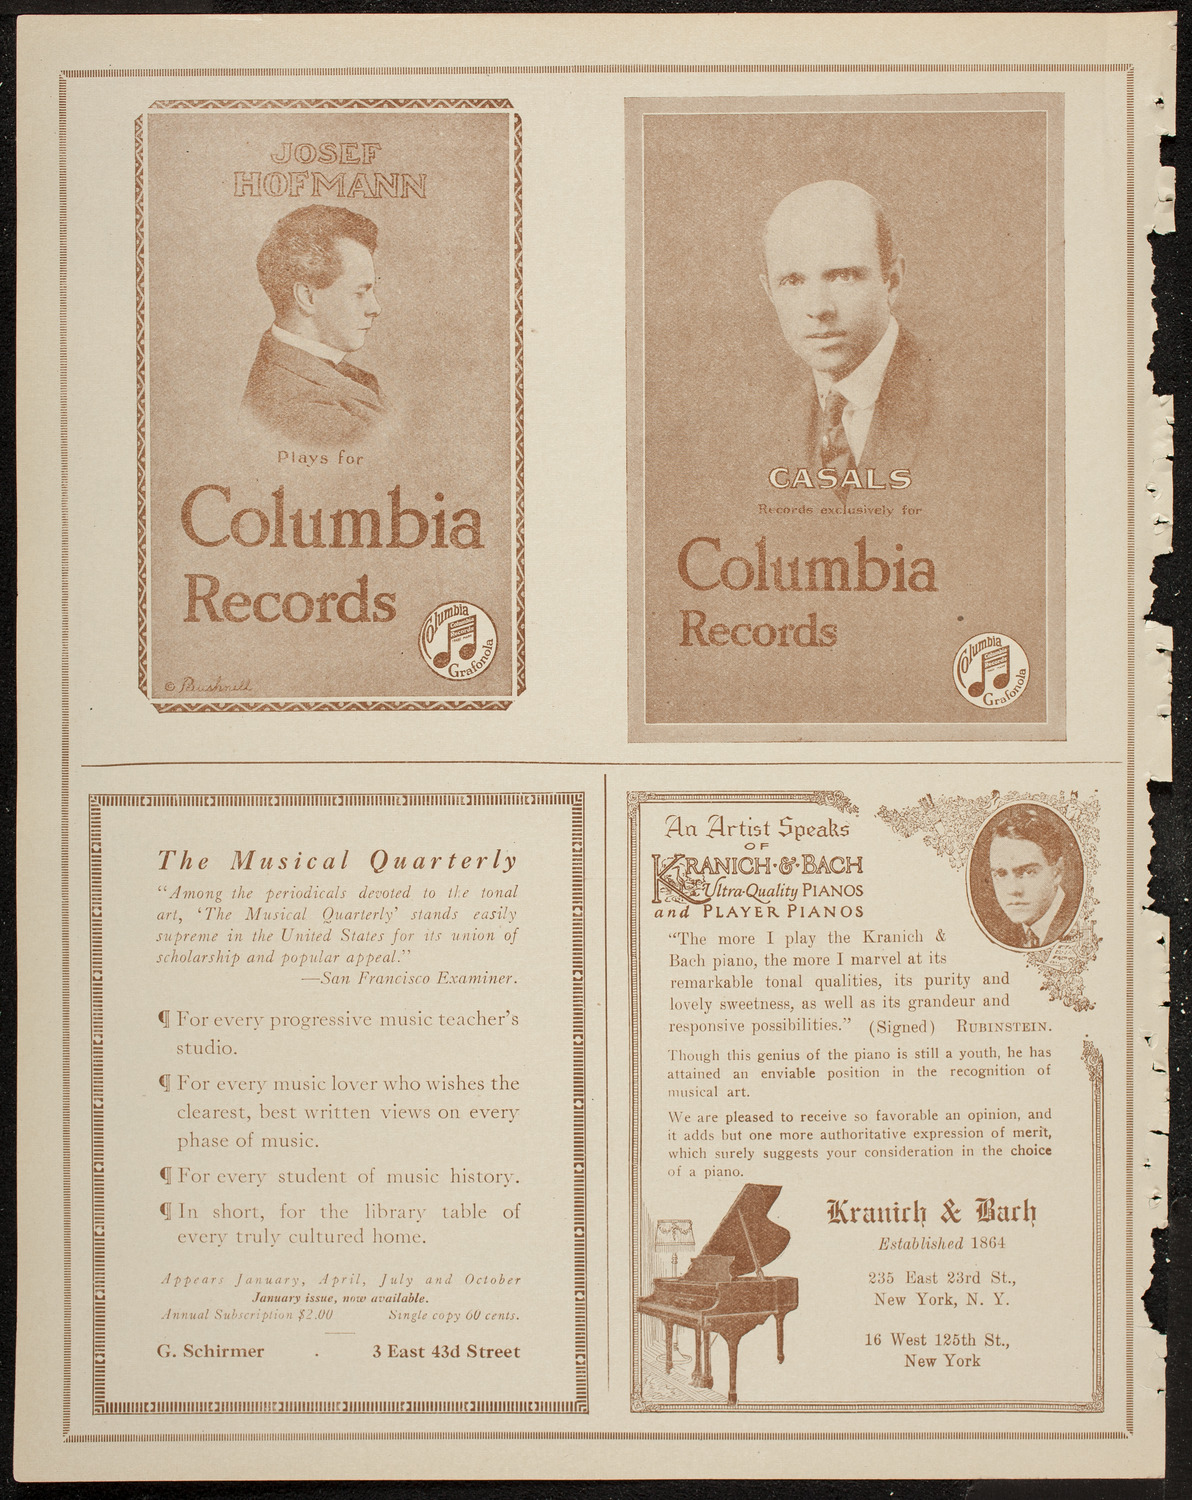 JOSEF
HOFMANN
Plays for
Columbia
Records
Columbia
Grafonola
© Bushnell
CASALS
Records exclusively for
Columbia
Records
Columbia
Grafonola
The Musical Quarterly
“Among the periodicals devoted to the tonal
art, ‘The Musical Quarterly’ stands easily
supreme in the United States for its union of
scholarship and popular appeal.”
—San Francisco Examiner.
¶ For every progressive music teacher’s
studio.
¶ For every music lover who wishes the
clearest, best written views on every
phase of music.
¶ For every student of music history.
¶ In short, for the library table of
every truly cultured home.
Appears January, April, July and October
January issue, now available.
Annual Subscription $2.00 Single copy 60 cents.
G. Schirmer . 3 East 43d Street
An Artist Speaks
OF
KRANICH·&·BACH
Ultra-Quality PIANOS
and PLAYER PIANOS
“The more I play the Kranich &
Bach piano, the more I marvel at its
remarkable tonal qualities, its purity and
lovely sweetness, as well as its grandeur and
responsive possibilities.” (Signed) RUBINSTEIN.
Though this genius of the piano is still a youth, he has
attained an enviable position in the recognition of
musical art.
We are pleased to receive so favorable an opinion, and
it adds but one more authoritative expression of merit,
which surely suggests your consideration in the choice
of a piano.
Kranich & Bach
Established 1864
235 East 23rd St.,
New York, N. Y.
16 West 125th St.,
New York